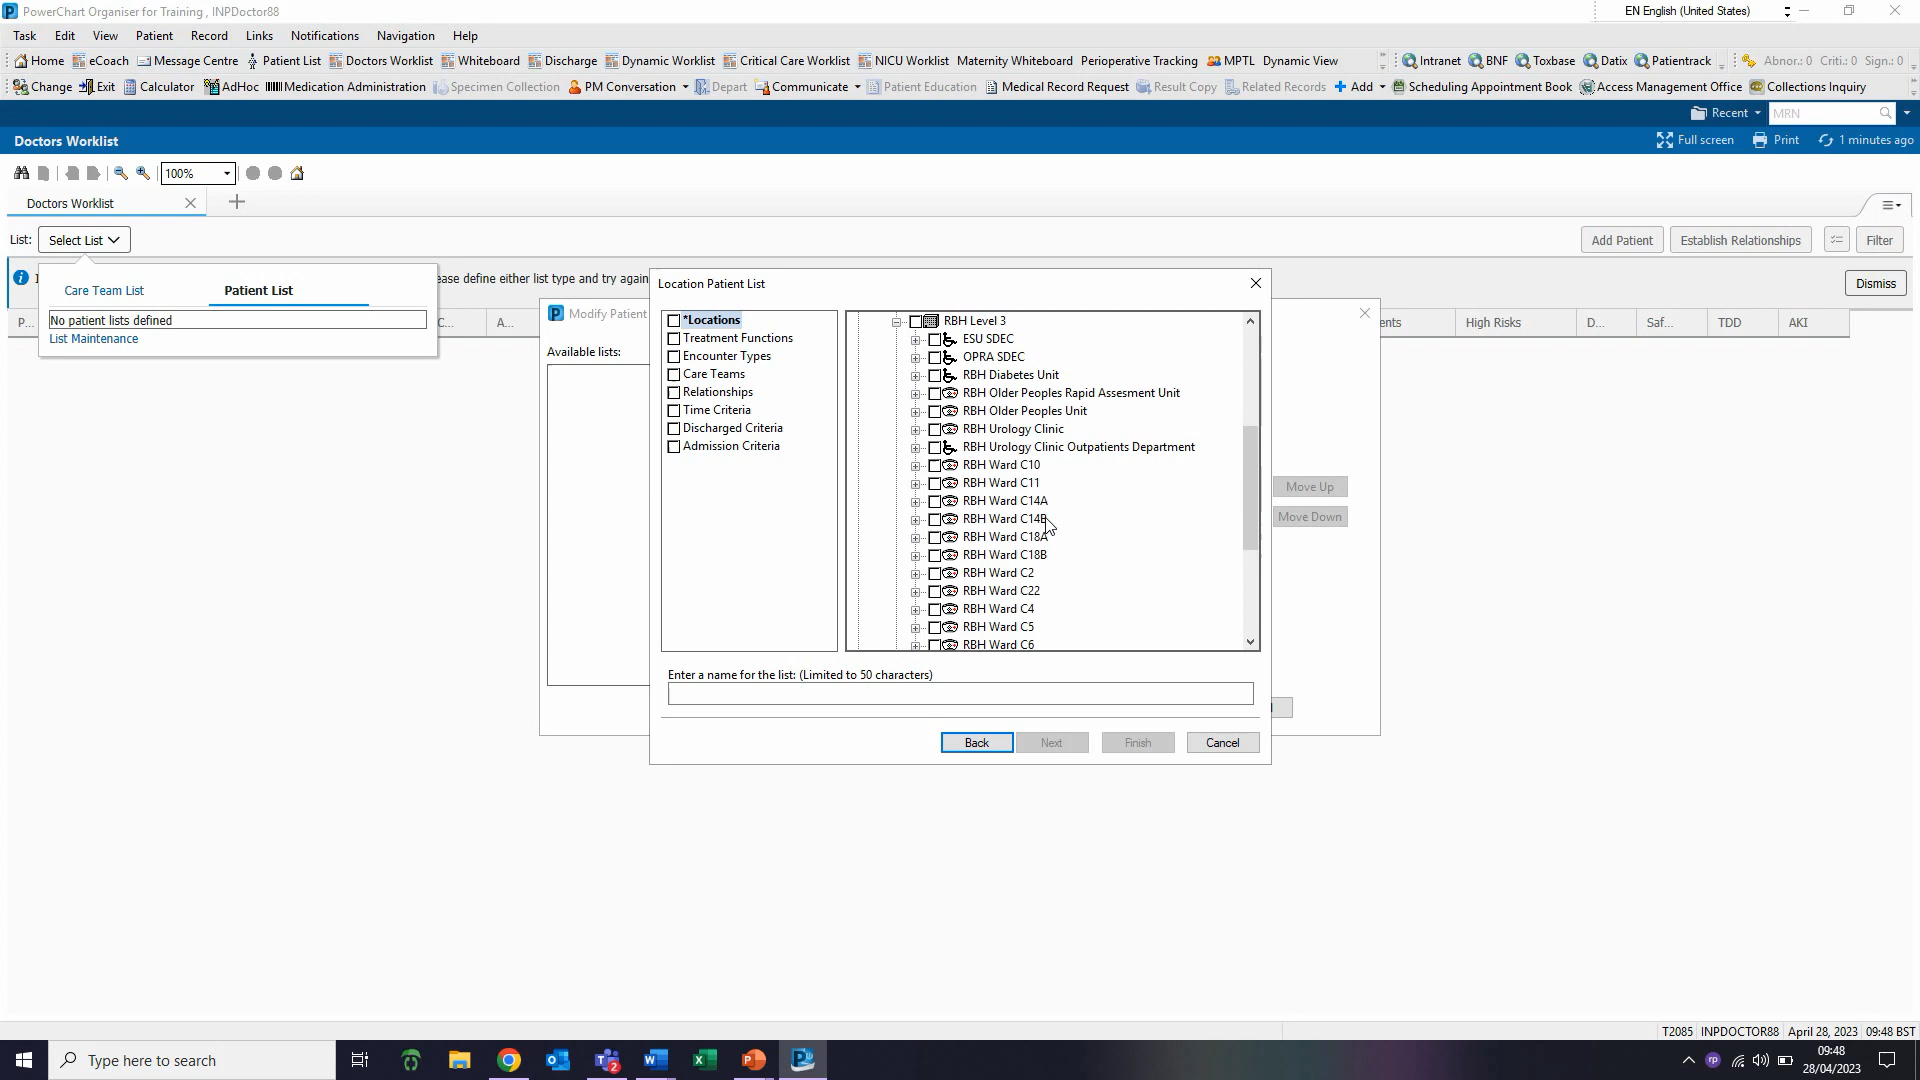 PowerChart Organiser for Training , INPDoctor88
EN English (United States)
Task Edit View Patient Record Links Notifications Navigation Help
Home eCoach Message Centre Patient List Doctors Worklist Whiteboard Discharge Dynamic Worklist Critical Care Worklist NICU Worklist Maternity Whiteboard Perioperative Tracking MPTL Dynamic View Intranet BNF Toxbase Datix Patientrack Abnor.: 0 Criti.: 0 Sign.: 0
Change Exit Calculator AdHoc Medication Administration Specimen Collection PM Conversation Depart Communicate Patient Education Medical Record Request Result Copy Related Records Add Scheduling Appointment Book Access Management Office Collections Inquiry
Recent MRN
Doctors Worklist Full screen Print 1 minutes ago
100%
Doctors Worklist
List: Select List Add Patient Establish Relationships Filter
ease define either list type and try again Dismiss
Care Team List Patient List
No patient lists defined
List Maintenance
P... C... A... ents High Risks D... Saf... TDD AKI
Modify Patient
Available lists:
Move Up
Move Down
Location Patient List
*Locations
Treatment Functions
Encounter Types
Care Teams
Relationships
Time Criteria
Discharged Criteria
Admission Criteria
RBH Level 3
ESU SDEC
OPRA SDEC
RBH Diabetes Unit
RBH Older Peoples Rapid Assesment Unit
RBH Older Peoples Unit
RBH Urology Clinic
RBH Urology Clinic Outpatients Department
RBH Ward C10
RBH Ward C11
RBH Ward C14A
RBH Ward C14B
RBH Ward C18A
RBH Ward C18B
RBH Ward C2
RBH Ward C22
RBH Ward C4
RBH Ward C5
RBH Ward C6
Enter a name for the list: (Limited to 50 characters)
Back Next Finish Cancel
T2085 INPDOCTOR88 April 28, 2023 09:48 BST
Type here to search
09:48
28/04/2023